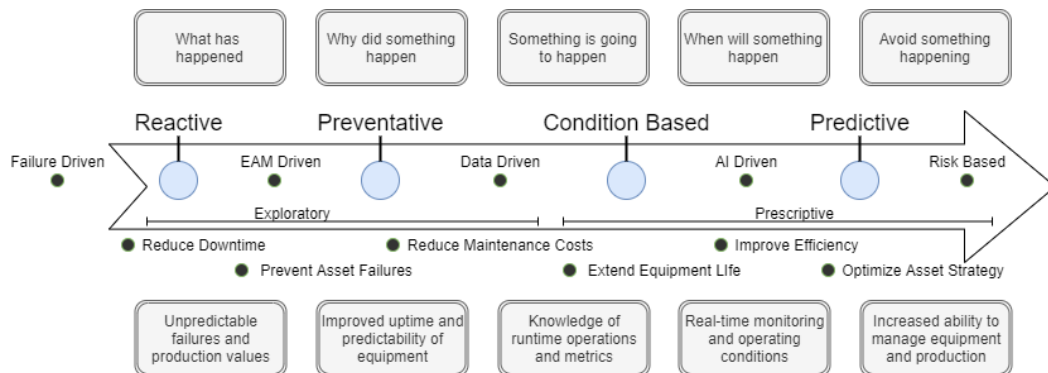 What has
happened
Why did something
happen
Something is going
to happen
When will something
happen
Avoid something
happening
Reactive
Preventative
Condition Based
Predictive
Failure Driven
EAM Driven
Data Driven
AI Driven
Risk Based
Exploratory
Prescriptive
Reduce Downtime
Reduce Maintenance Costs
Improve Efficiency
Prevent Asset Failures
Extend Equipment LIfe
Optimize Asset Strategy
Unpredictable
failures and
production values
Improved uptime and
predictability of
equipment
Knowledge of
runtime operations
and metrics
Real-time monitoring
and operating
conditions
Increased ability to
manage equipment
and production